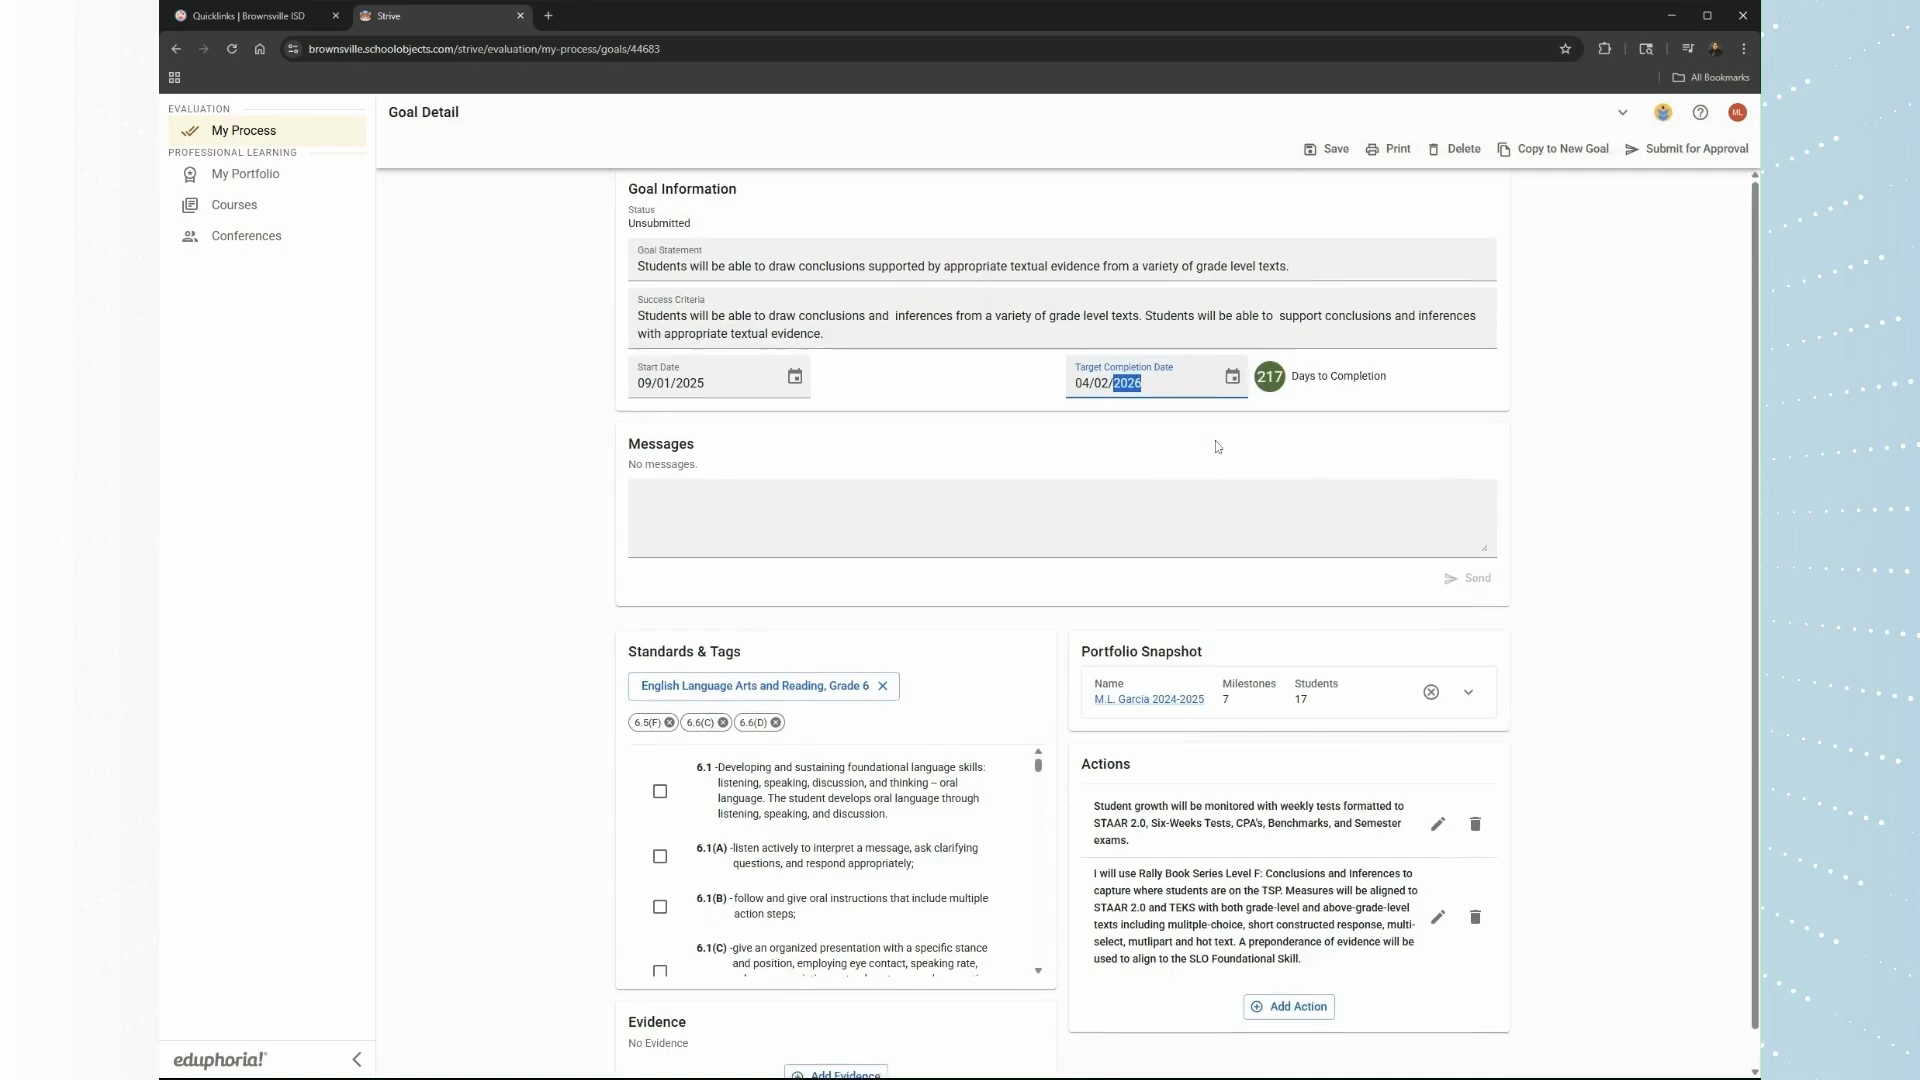 Quicklinks | Brownsville ISD
Strive
brownsville.schoolobjects.com/strive/evaluation/my-process/goals/44683
All Bookmarks
EVALUATION
My Process
PROFESSIONAL LEARNING
My Portfolio
Courses
Conferences
Goal Detail
ML
Save
Print
Delete
Copy to New Goal
Submit for Approval
Goal Information
Status
Unsubmitted
Goal Statement
Students will be able to draw conclusions supported by appropriate textual evidence from a variety of grade level texts.
Success Criteria
Students will be able to draw conclusions and  inferences from a variety of grade level texts. Students will be able to  support conclusions and inferences
with appropriate textual evidence.
Start Date
09/01/2025
Target Completion Date
04/02/2026
217 Days to Completion
Messages
No messages.
Send
Standards & Tags
English Language Arts and Reading, Grade 6
6.5(F) 6.6(C) 6.6(D)
6.1 -Developing and sustaining foundational language skills:
listening, speaking, discussion, and thinking – oral
language. The student develops oral language through
listening, speaking, and discussion.
6.1(A) -listen actively to interpret a message, ask clarifying
questions, and respond appropriately;
6.1(B) -follow and give oral instructions that include multiple
action steps;
6.1(C) -give an organized presentation with a specific stance
and position, employing eye contact, speaking rate,
Evidence
No Evidence
Add Evidence
Portfolio Snapshot
Name Milestones Students
M.L. Garcia 2024-2025 7 17
Actions
Student growth will be monitored with weekly tests formatted to
STAAR 2.0, Six-Weeks Tests, CPA's, Benchmarks, and Semester
exams.
I will use Rally Book Series Level F: Conclusions and Inferences to
capture where students are on the TSP. Measures will be aligned to
STAAR 2.0 and TEKS with both grade-level and above-grade-level
texts including mulitple-choice, short constructed response, multi-
select, mutlipart and hot text. A preponderance of evidence will be
used to align to the SLO Foundational Skill.
Add Action
eduphoria!